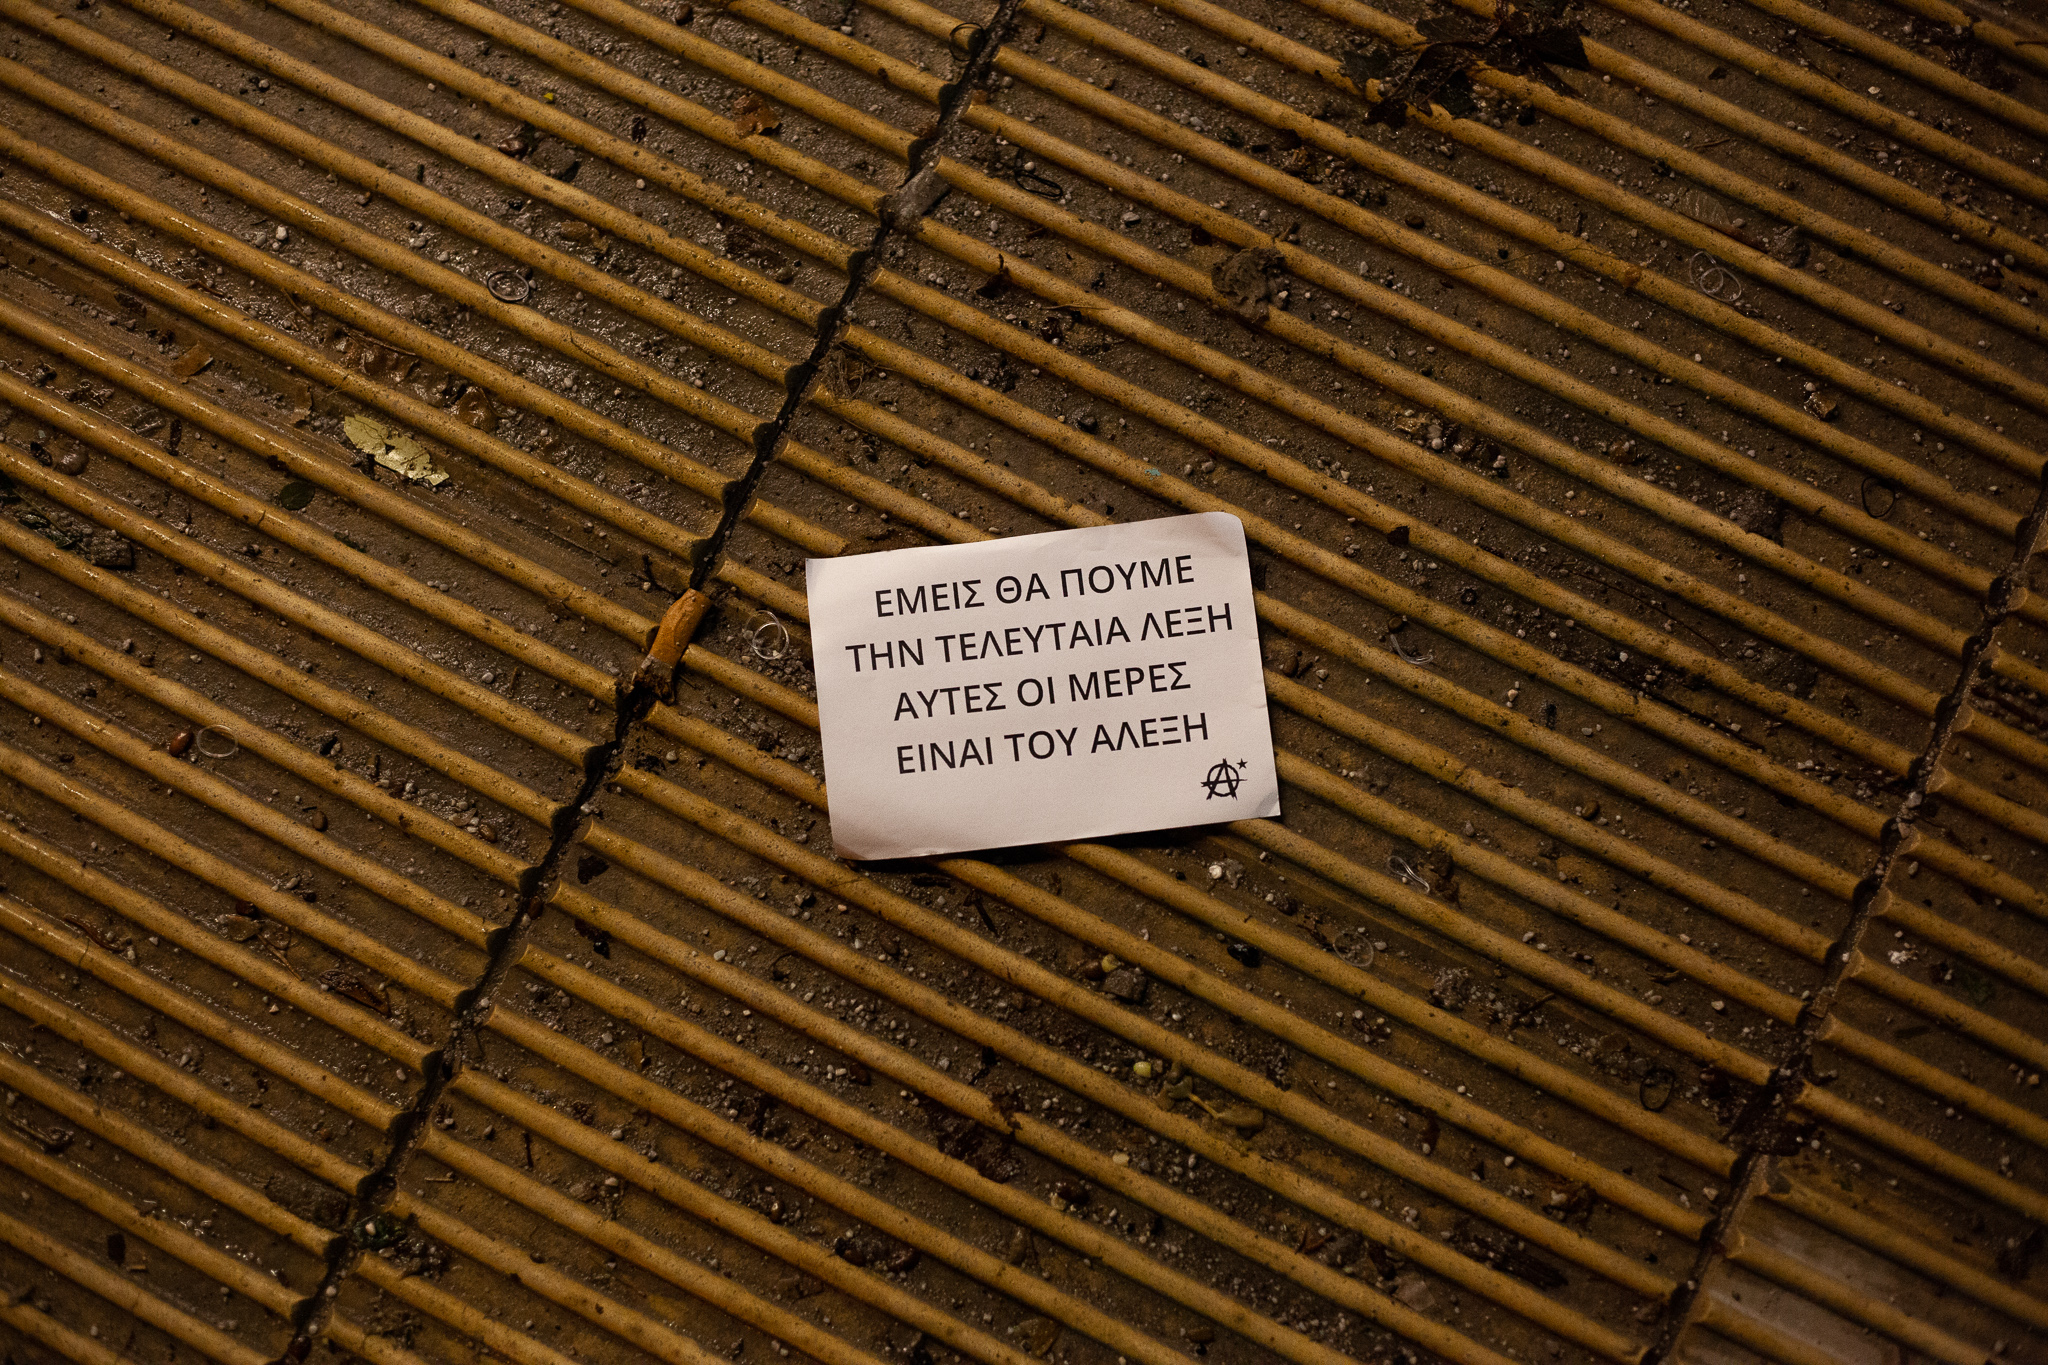 ΕΜΕΙΣ ΘΑ ΠΟΥΜΕ
ΤΗΝ ΤΕΛΕΥΤΑΙΑ ΛΕΞΗ
ΑΥΤΕΣ ΟΙ ΜΕΡΕΣ
ΕΙΝΑΙ ΤΟΥ ΑΛΕΞΗ